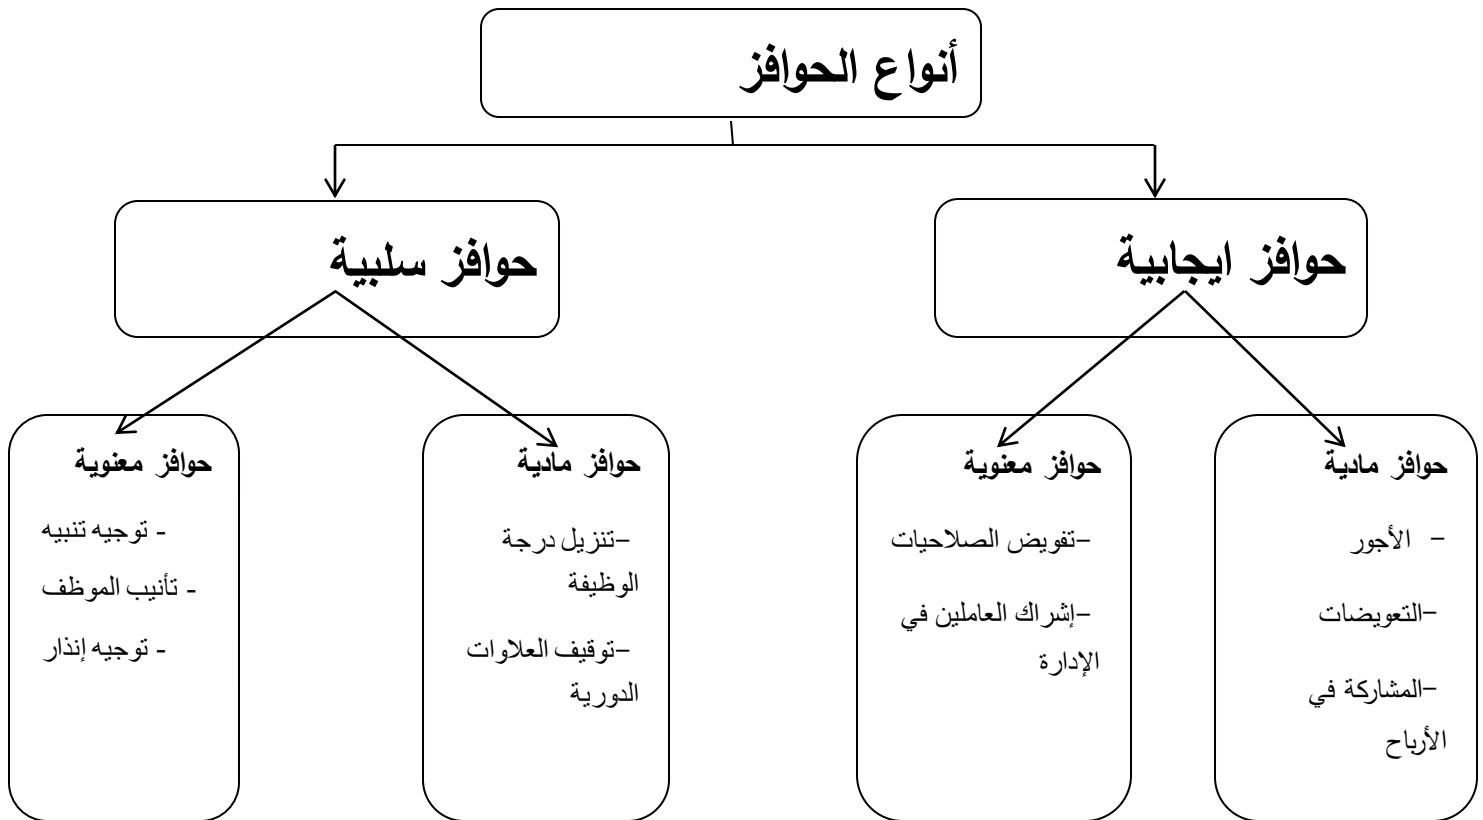 أنواع الحوافز
حوافز ايجابية
حوافز سلبية
حوافز مادية
- الأجور
-التعويضات
-المشاركة في
الأرباح
حوافز معنوية
-تفويض الصلاحيات
-إشراك العاملين في
الإدارة
حوافز مادية
-تنزيل درجة
الوظيفة
-توقيف العلاوات
الدورية
حوافز معنوية
- توجيه تنبيه
- تأنيب الموظف
- توجيه إنذار